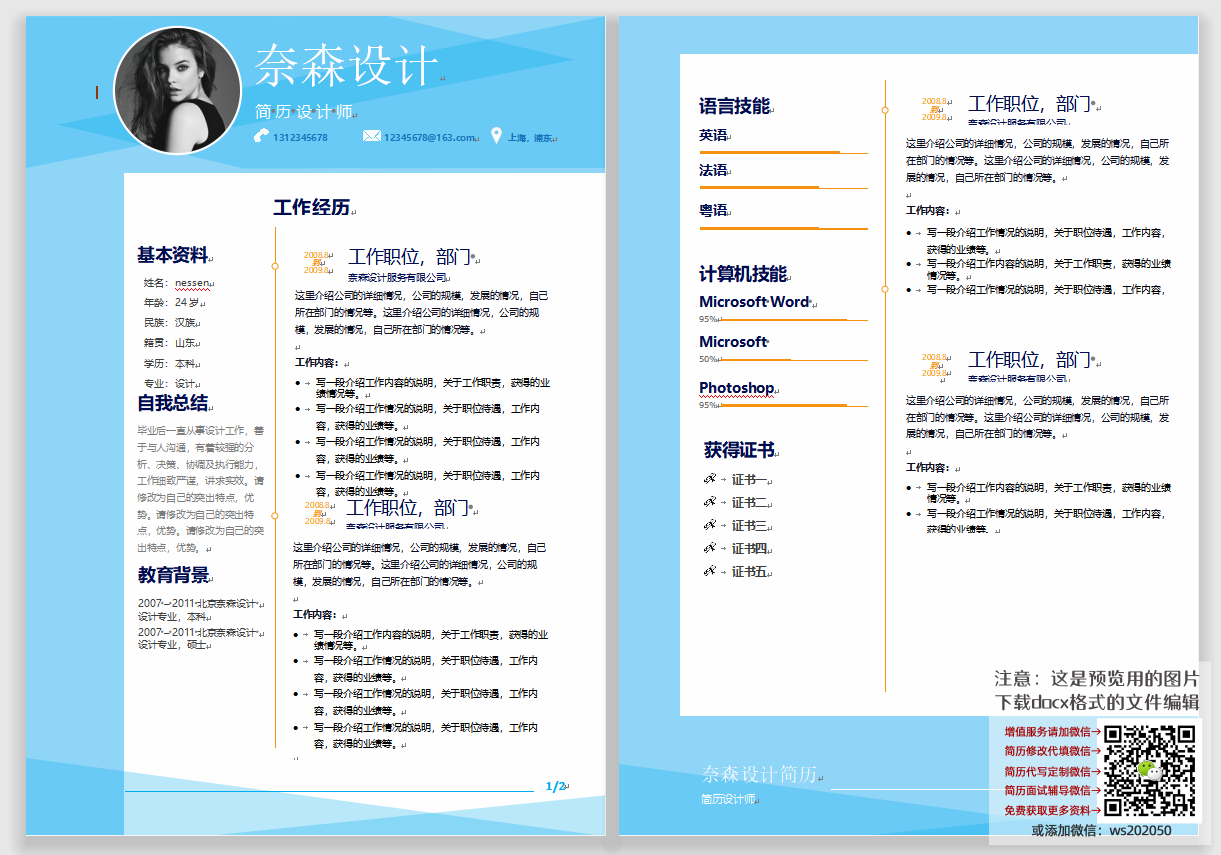 奈森设计
简历设计师
1312345678
12345678@163.com
上海，浦东
工作经历
基本资料
姓名：nessen
年龄：24岁
民族：汉族
籍贯：山东
学历：本科
专业：设计
自我总结
毕业后一直从事设计工作，善
于与人沟通，有着较强的分
析、决策、协调及执行能力，
工作细致严谨，讲求实效。请
修改为自己的突出特点，优
势。请修改为自己的突出特
点，优势。请修改为自己的突
出特点，优势。
教育背景
2007--2011-北京奈森设计-
设计专业，本科
2007--2011-北京奈森设计-
设计专业，硕士
2008.8
到
2009.8
工作职位，部门
奈森设计服务有限公司
这里介绍公司的详细情况，公司的规模，发展的情况，自己
所在部门的情况等。这里介绍公司的详细情况，公司的规
模，发展的情况，自己所在部门的情况等。
工作内容：
写一段介绍工作内容的说明，关于工作职责，获得的业
绩情况等。
写一段介绍工作情况的说明，关于职位待遇，工作内
容，获得的业绩等。
写一段介绍工作情况的说明，关于职位待遇，工作内
容，获得的业绩等。
写一段介绍工作情况的说明，关于职位待遇，工作内
容，获得的业绩等。
2008.8
到
2009.8
工作职位，部门
奈森设计服务有限公司
这里介绍公司的详细情况，公司的规模，发展的情况，自己
所在部门的情况等。这里介绍公司的详细情况，公司的规
模，发展的情况，自己所在部门的情况等。
工作内容：
写一段介绍工作内容的说明，关于工作职责，获得的业
绩情况等。
写一段介绍工作情况的说明，关于职位待遇，工作内
容，获得的业绩等。
写一段介绍工作情况的说明，关于职位待遇，工作内
容，获得的业绩等。
写一段介绍工作情况的说明，关于职位待遇，工作内
容，获得的业绩等。
1/2
语言技能
英语
法语
粤语
计算机技能
Microsoft Word
95%
Microsoft
50%
Photoshop
95%
获得证书
证书一
证书二
证书三
证书四
证书五
2008.8
到
2009.8
工作职位，部门
奈森设计服务有限公司
这里介绍公司的详细情况，公司的规模，发展的情况，自己所
在部门的情况等。这里介绍公司的详细情况，公司的规模，发
展的情况，自己所在部门的情况等。
工作内容：
写一段介绍工作情况的说明，关于职位待遇，工作内容，
获得的业绩等。
写一段介绍工作内容的说明，关于工作职责，获得的业绩
情况等。
写一段介绍工作情况的说明，关于职位待遇，工作内容，
2008.8
到
2009.8
工作职位，部门
奈森设计服务有限公司
这里介绍公司的详细情况，公司的规模，发展的情况，自己所
在部门的情况等。这里介绍公司的详细情况，公司的规模，发
展的情况，自己所在部门的情况等。
工作内容：
写一段介绍工作内容的说明，关于工作职责，获得的业绩
情况等。
写一段介绍工作情况的说明，关于职位待遇，工作内容，
获得的业绩等。
奈森设计简历
简历设计师
注意：这是预览用的图片
下载docx格式的文件编辑
增值服务请加微信→
简历修改代填微信→
简历代写定制微信→
简历面试辅导微信→
免费获取更多资料→
或添加微信：ws202050